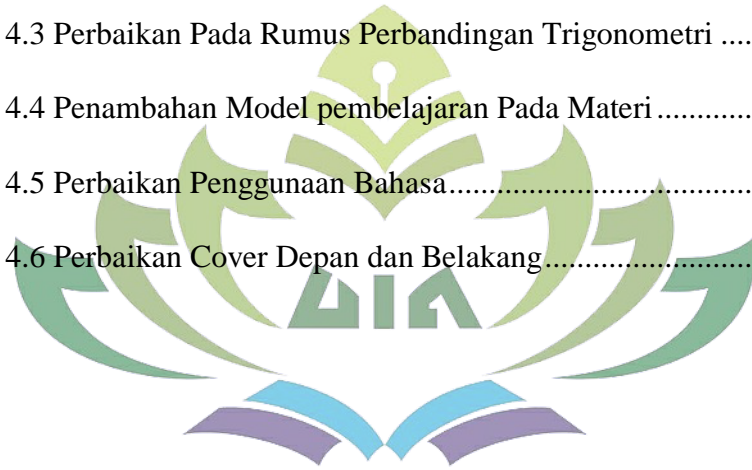 4.3 Perbaikan Pada Rumus Perbandingan Trigonometri ....
4.4 Penambahan Model pembelajaran Pada Materi ............
4.5 Perbaikan Penggunaan Bahasa.....................................
4.6 Perbaikan Cover Depan dan Belakang.........................
UIN